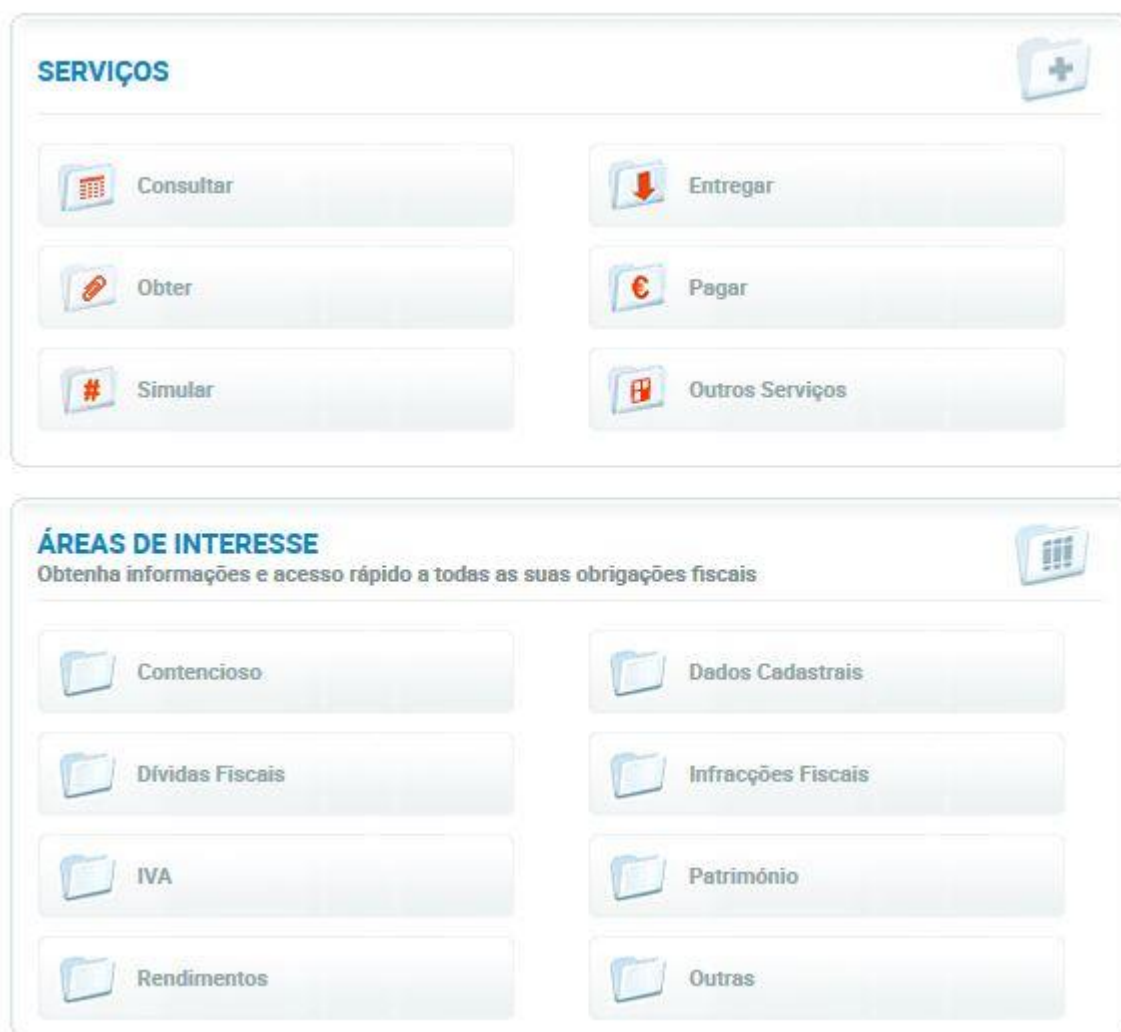 SERVIÇOS
Consultar
Entregar
Obter
Pagar
Simular
Outros Serviços
ÁREAS DE INTERESSE
Obtenha informações e acesso rápido a todas as suas obrigações fiscais
Contencioso
Dados Cadastrais
Dívidas Fiscais
Infracções Fiscais
IVA
Património
Rendimentos
Outras